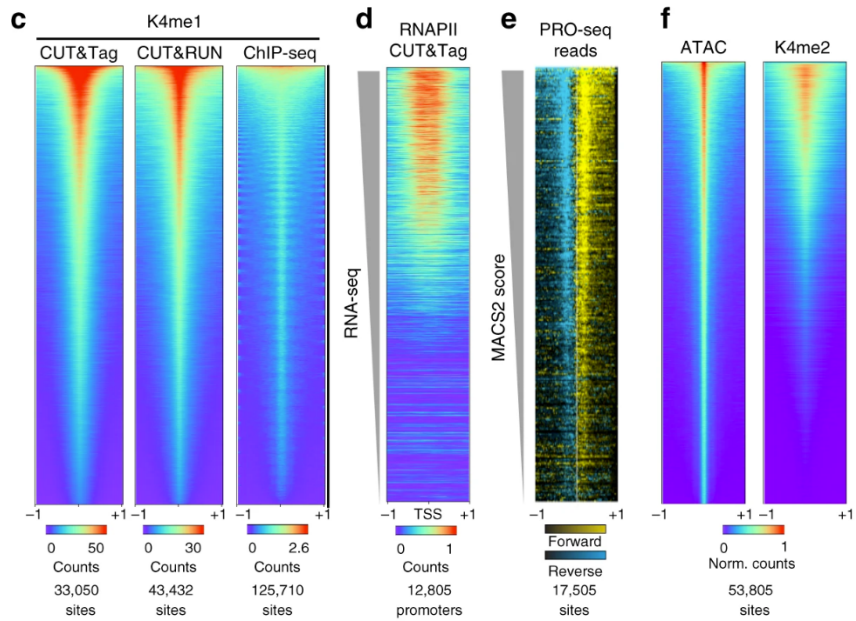 c
K4me1
CUT&Tag CUT&RUN ChIP-seq
−1 +1 −1 +1 −1 +1
0 50 0 30 0 2.6
Counts Counts Counts
33,050 43,432 125,710
sites sites sites
d
RNAPII
CUT&Tag
RNA-seq
−1 TSS +1
0 1
Counts
12,805
promoters
e
PRO-seq
reads
MACS2 score
-1 +1
Forward
Reverse
17,505
sites
f
ATAC K4me2
−1 +1 −1 +1
0 1
Norm. counts
53,805
sites